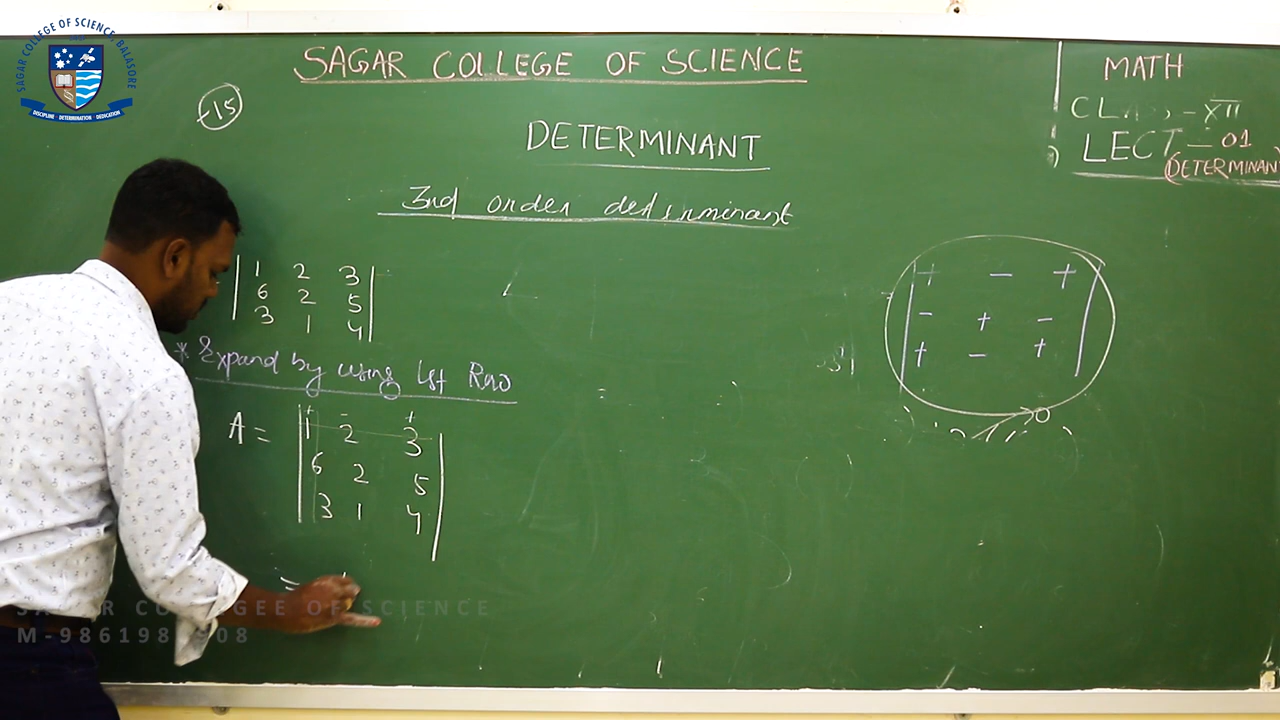 SAGAR COLLEGE OF SCIENCE, BALASORE
DISCIPLINE · DETERMINATION · DEDICATION
SAGAR COLLEGE OF SCIENCE
MATH
- XII
LECT - 01
(DETERMINANT
-15
DETERMINANT
3rd order determinant
1 2 3
6 2 5
3 1 4
+ - +
- + -
+ - +
* Expand by using 1st Row
+ - +
A = 1 2 3
6 2 5
3 1 4
=
SAGAR COLLEGEE OF SCIENCE